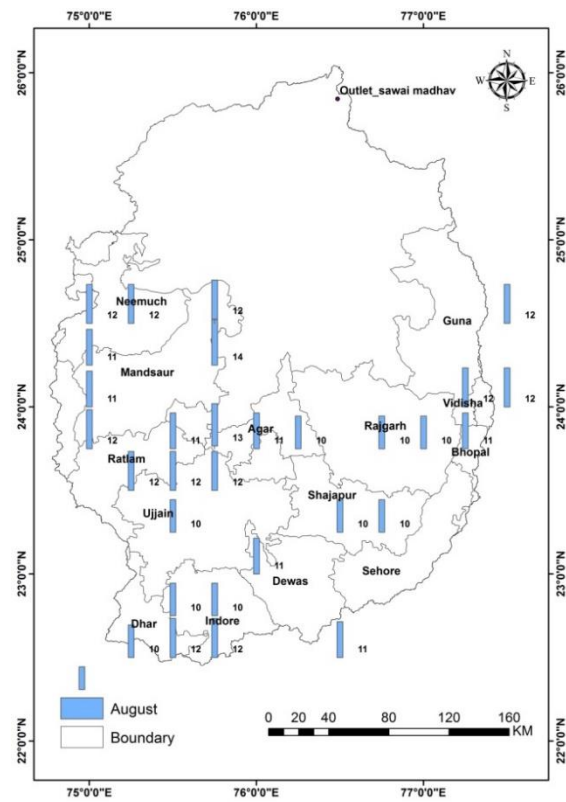 75°0'0"E 76°0'0"E 77°0'0"E
26°0'0"N 26°0'0"N
N
W E
S
Outlet_sawai madhav
25°0'0"N 25°0'0"N
Neemuch
12 12 12 12
Guna
11 14
Mandsaur
11 12 12
24°0'0"N 24°0'0"N
Vidisha
Agar Rajgarh
12 11 13 11 10 10 10 11
Ratlam Bhopal
12 12 12
Shajapur
Ujjain
10 10 10
11
Sehore
Dewas
23°0'0"N 23°0'0"N
10 10
Dhar Indore
10 12 12 11
August
Boundary
0 20 40 80 120 160
KM
22°0'0"N 22°0'0"N
75°0'0"E 76°0'0"E 77°0'0"E